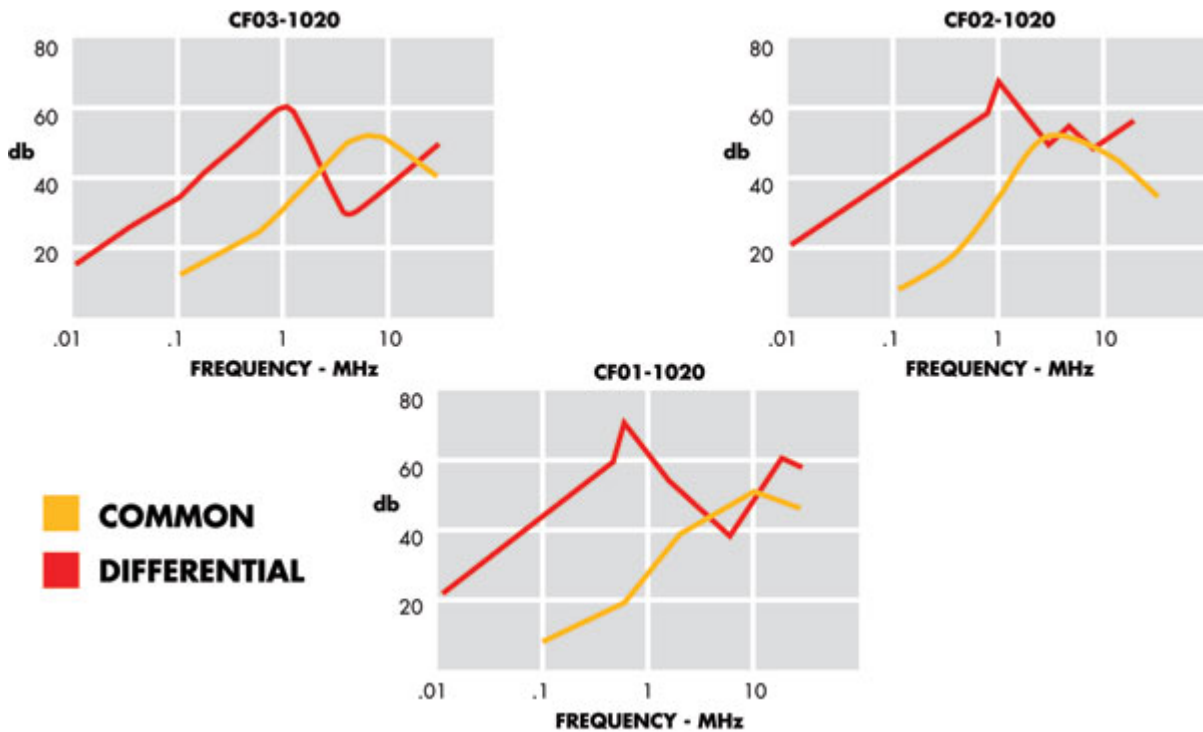 CF03-1020
80
60
db
40
20
.01 .1 1 10
FREQUENCY - MHz
CF02-1020
80
60
db
40
20
.01 .1 1 10
FREQUENCY - MHz
CF01-1020
80
60
db
40
20
.01 .1 1 10
FREQUENCY - MHz
COMMON
DIFFERENTIAL